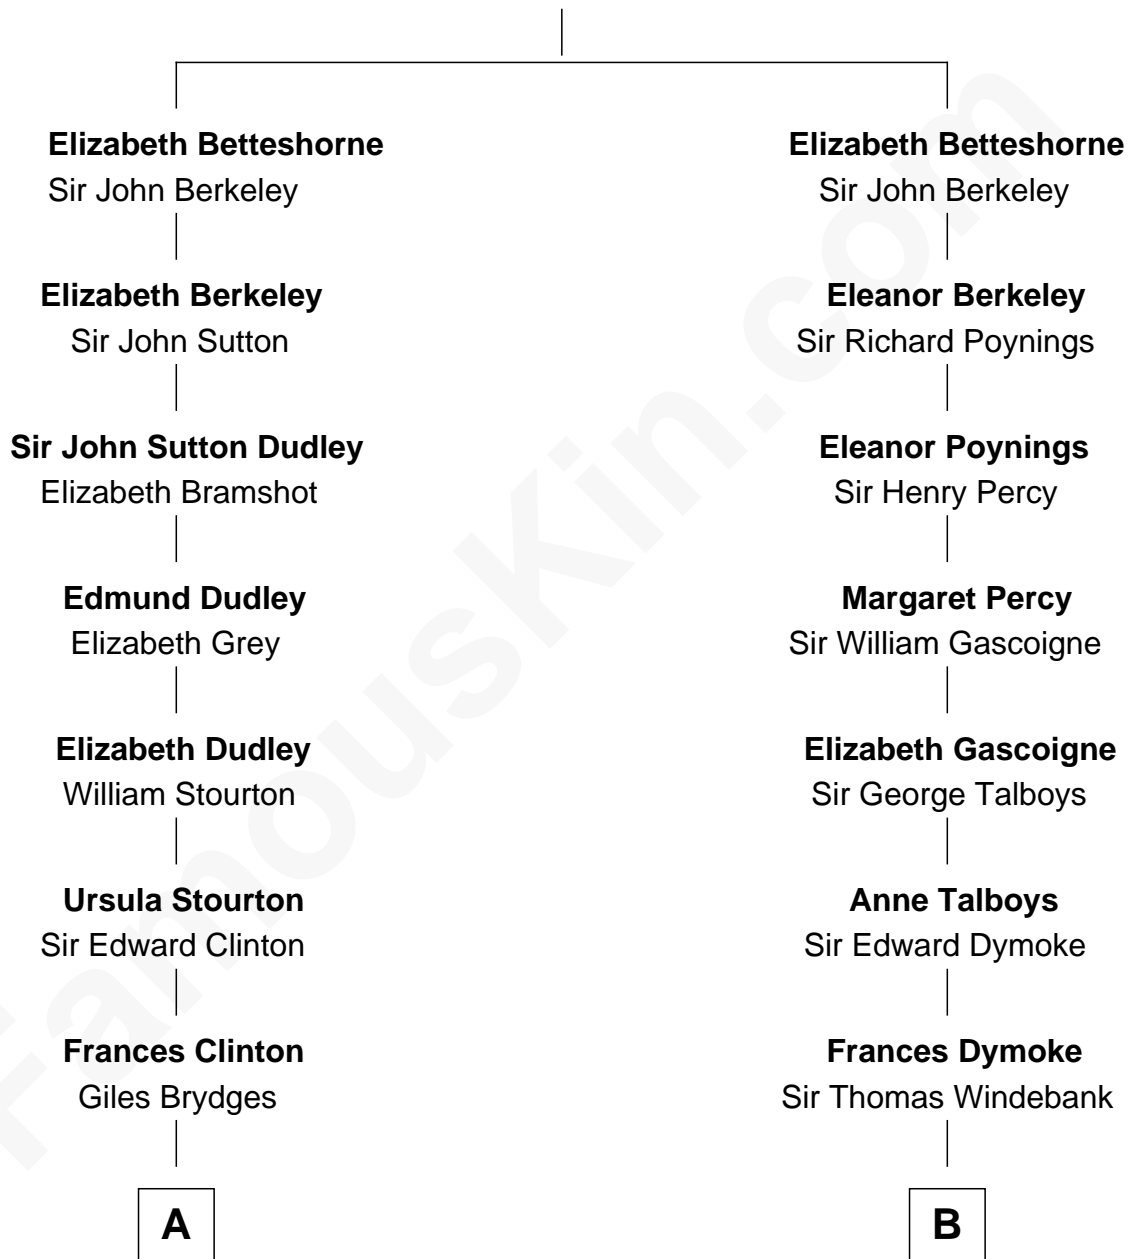 Elizabeth Betteshorne
Sir John Berkeley
Elizabeth Berkeley
Sir John Sutton
Sir John Sutton Dudley
Elizabeth Bramshot
Edmund Dudley
Elizabeth Grey
Elizabeth Dudley
William Stourton
Ursula Stourton
Sir Edward Clinton
Frances Clinton
Giles Brydges
A
Elizabeth Betteshorne
Sir John Berkeley
Eleanor Berkeley
Sir Richard Poynings
Eleanor Poynings
Sir Henry Percy
Margaret Percy
Sir William Gascoigne
Elizabeth Gascoigne
Sir George Talboys
Anne Talboys
Sir Edward Dymoke
Frances Dymoke
Sir Thomas Windebank
B
FamousKin.com